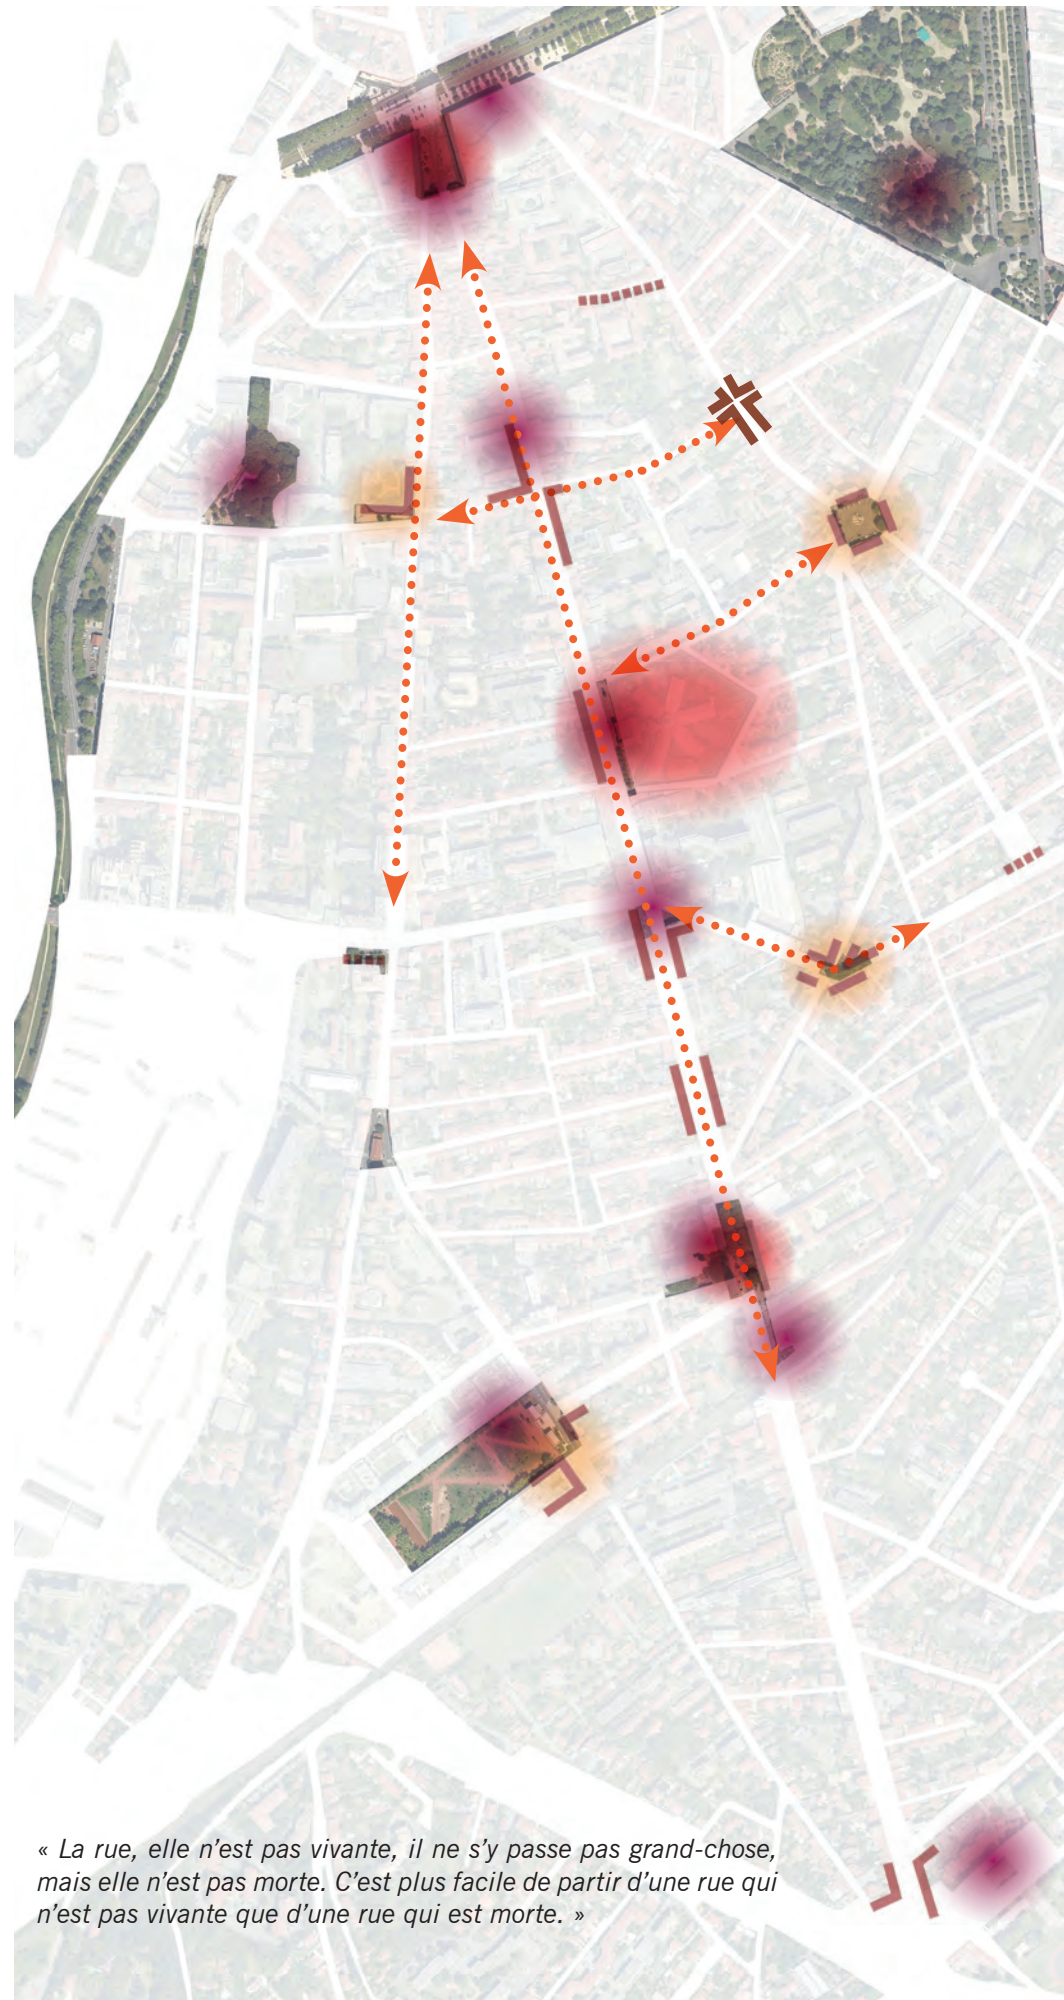 « La rue, elle n’est pas vivante, il ne s’y passe pas grand-chose,
mais elle n’est pas morte. C’est plus facile de partir d’une rue qui
n’est pas vivante que d’une rue qui est morte. »